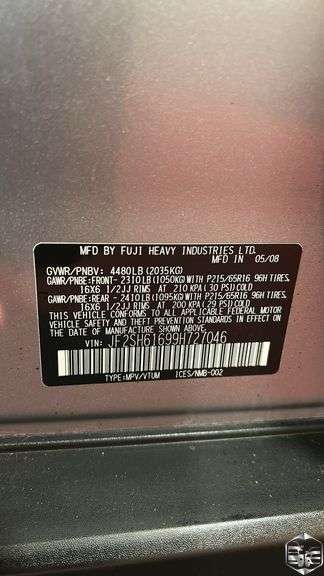 MFD BY FUJI HEAVY INDUSTRIES LTD.
MFD IN 05/08
GVWR/PNBV: 4480LB(2035KG)
GAWR/PNBE:FRONT-2310LB(1050KG)WITH P215/65R16 96H TIRES,
16X6 1/2JJ RIMS AT 210 KPA(30 PSI)COLD
GAWR/PNBE:REAR -2410LB(1095KG)WITH P215/65R16 96H TIRES,
16X6 1/2JJ RIMS AT 200 KPA(29 PSI)COLD
THIS VEHICLE CONFORMS TO ALL APPLICABLE FEDERAL MOTOR
VEHICLE SAFETY, BUMPER, AND THEFT PREVENTION STANDARDS
IN EFFECT ON THE DATE OF MANUFACTURE SHOWN ABOVE.
VIN: JF2SH61699H727046
TYPE:MPV/VTUM ICES/NMB-002